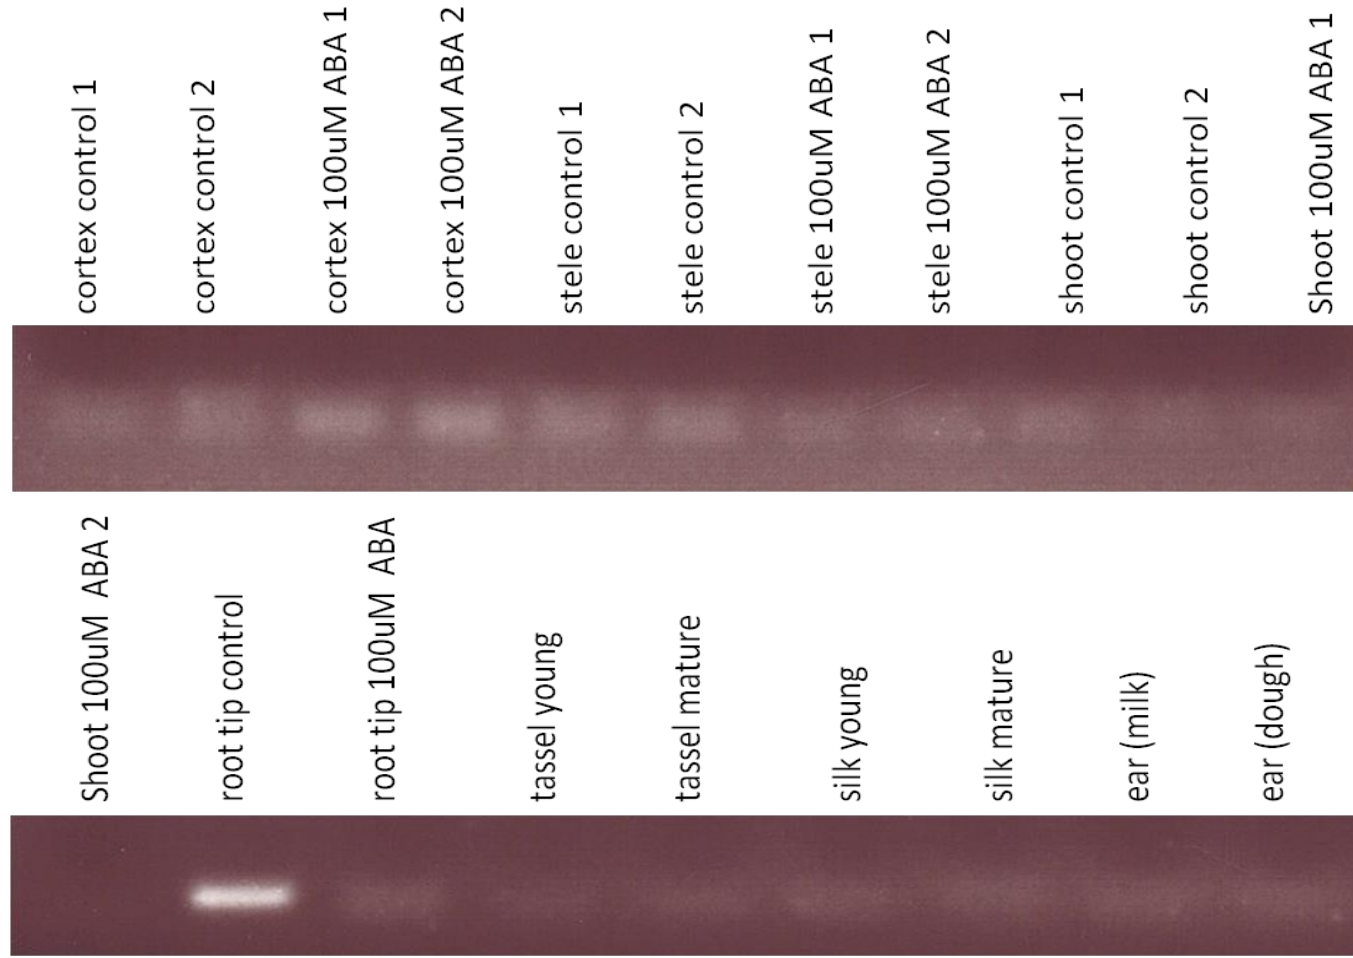 cortex control 1
cortex control 2
cortex 100uM ABA 1
cortex 100uM ABA 2
stele control 1
stele control 2
stele 100uM ABA 1
stele 100uM ABA 2
shoot control 1
shoot control 2
Shoot 100uM ABA 1
Shoot 100uM ABA 2
root tip control
root tip 100uM ABA
tassel young
tassel mature
silk young
silk mature
ear (milk)
ear (dough)